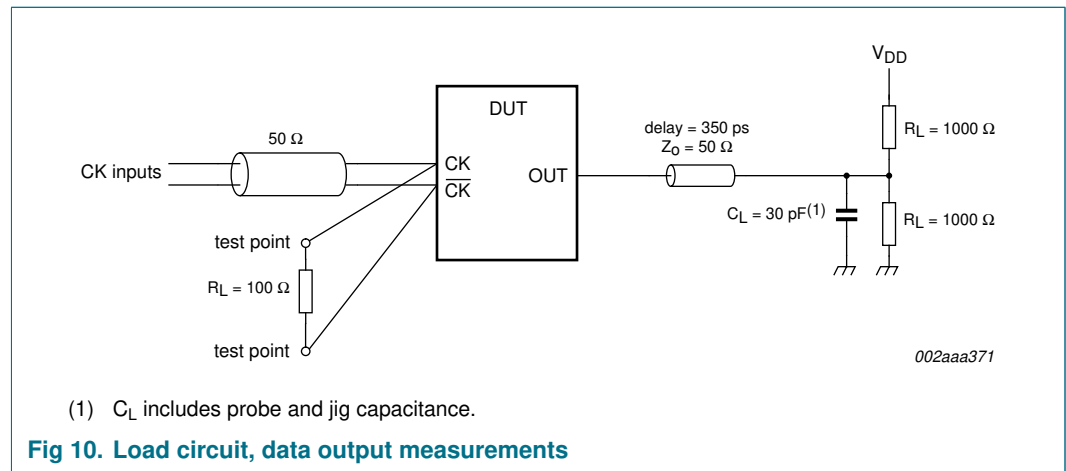 V_DD
DUT
R_L = 1000 Ω
delay = 350 ps
Z_o = 50 Ω
50 Ω
CK inputs
CK
C̅K̅
OUT
C_L = 30 pF(1)
R_L = 1000 Ω
test point
R_L = 100 Ω
test point
002aaa371
(1) C_L includes probe and jig capacitance.
Fig 10. Load circuit, data output measurements